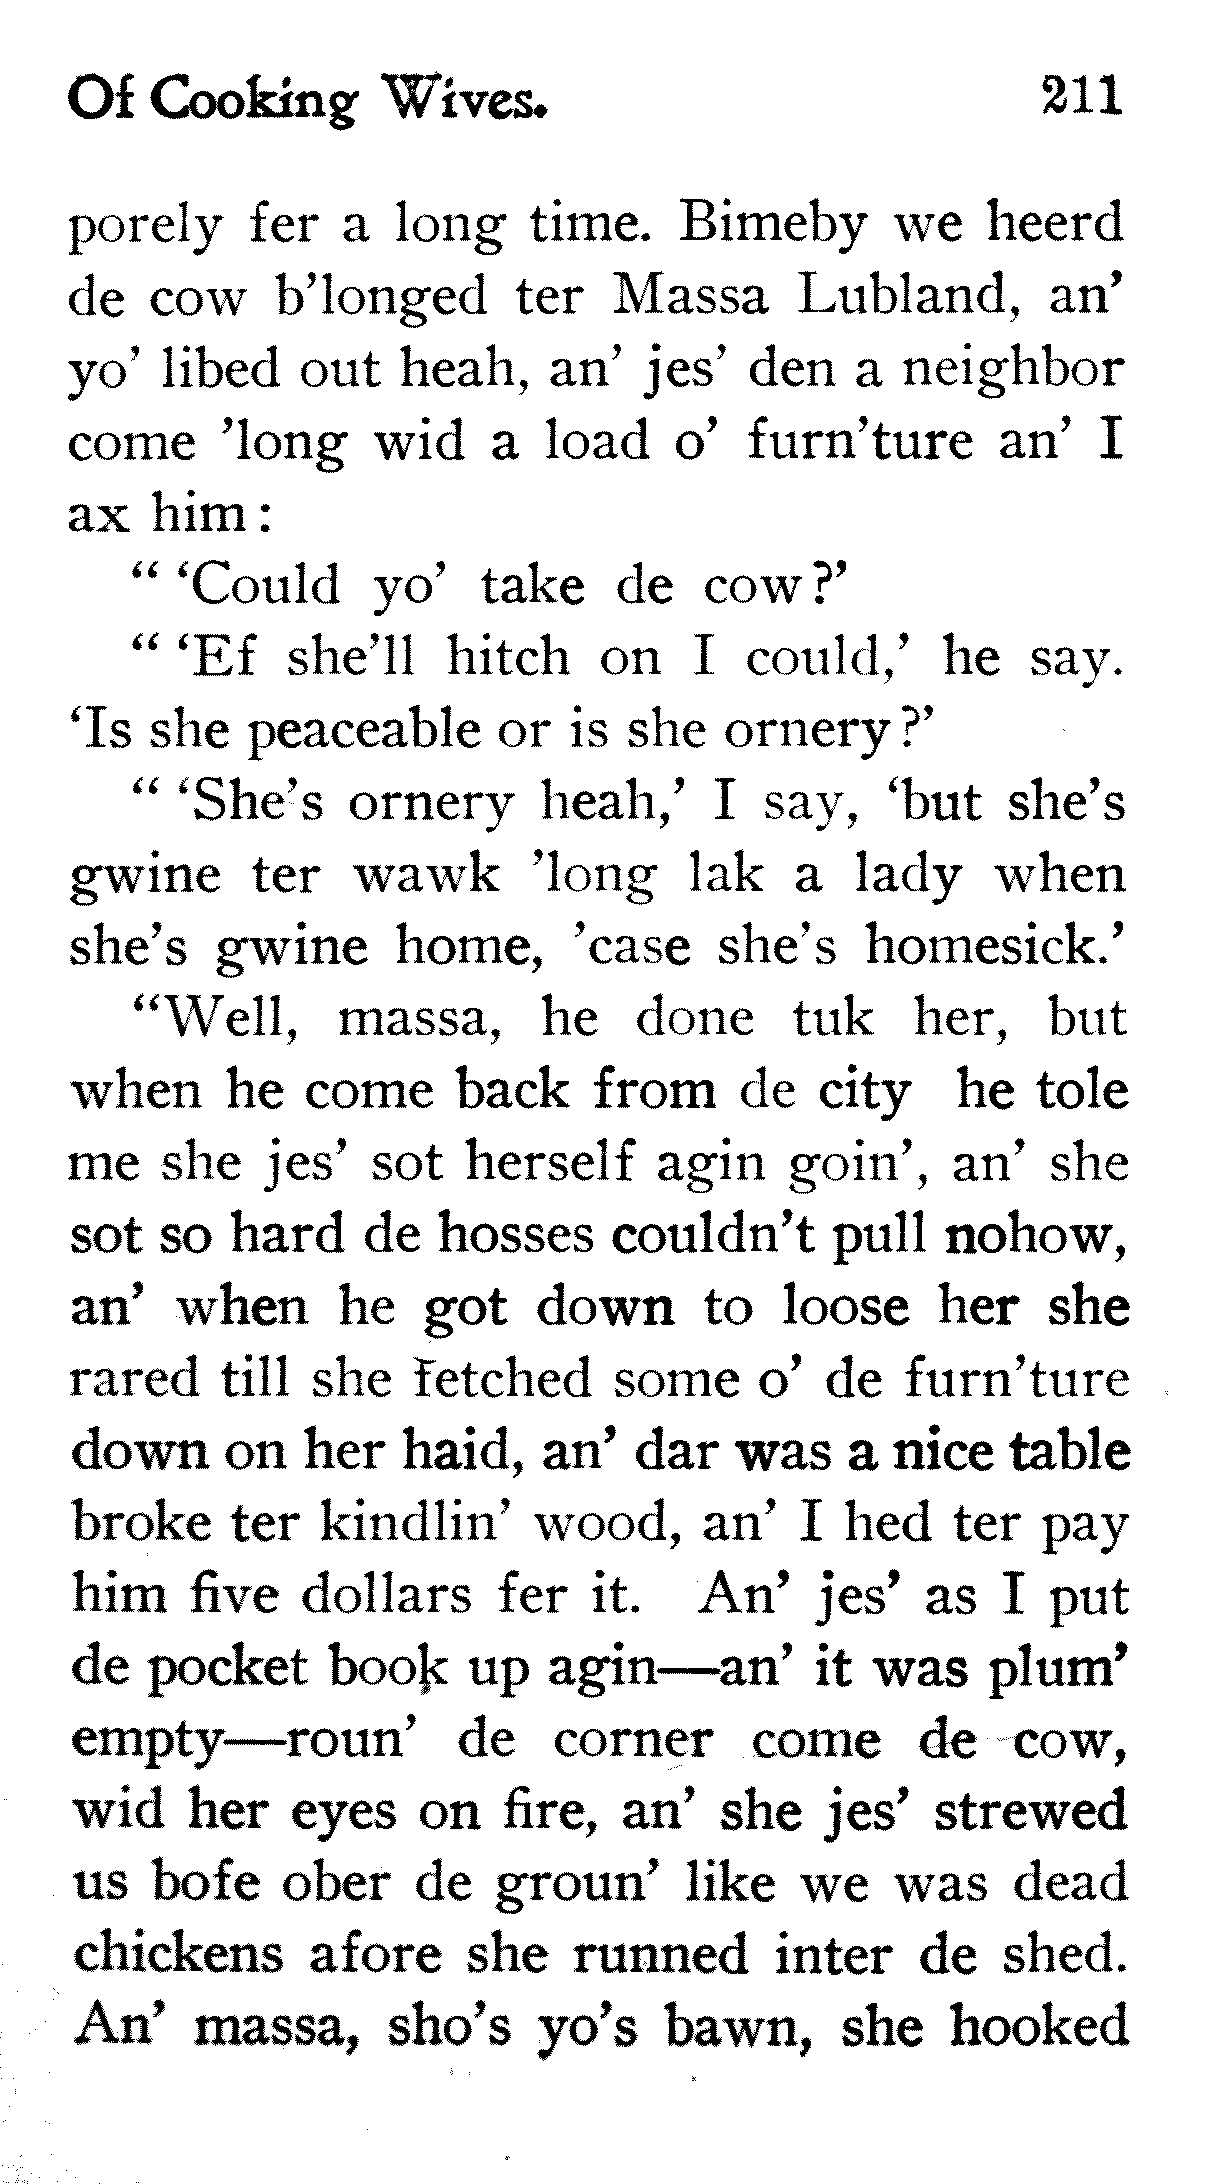 Of Cooking Wives. 211
porely fer a long time. Bimeby we heerd
de cow b'longed ter Massa Lubland, an'
yo' libed out heah, an' jes' den a neighbor
come 'long wid a load o' furn'ture an' I
ax him:
" 'Could yo' take de cow?'
" 'Ef she'll hitch on I could,' he say.
'Is she peaceable or is she ornery?'
" 'She's ornery heah,' I say, 'but she's
gwine ter wawk 'long lak a lady when
she's gwine home, 'case she's homesick.'
"Well, massa, he done tuk her, but
when he come back from de city he tole
me she jes' sot herself agin goin', an' she
sot so hard de hosses couldn't pull nohow,
an' when he got down to loose her she
rared till she fetched some o' de furn'ture
down on her haid, an' dar was a nice table
broke ter kindlin' wood, an' I hed ter pay
him five dollars fer it. An' jes' as I put
de pocket book up agin—an' it was plum'
empty—roun' de corner come de cow,
wid her eyes on fire, an' she jes' strewed
us bofe ober de groun' like we was dead
chickens afore she runned inter de shed.
An' massa, sho's yo's bawn, she hooked